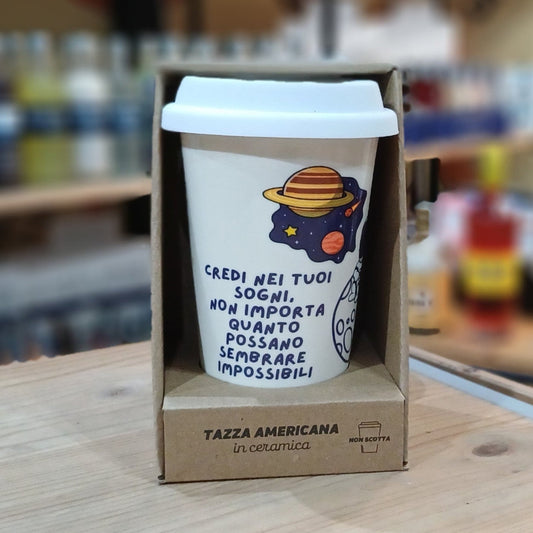 CREDI NEI TUOI
SOGNI,
NON IMPORTA
QUANTO
POSSANO
SEMBRARE
IMPOSSIBILI
TAZZA AMERICANA
in ceramica
NON SCOTTA